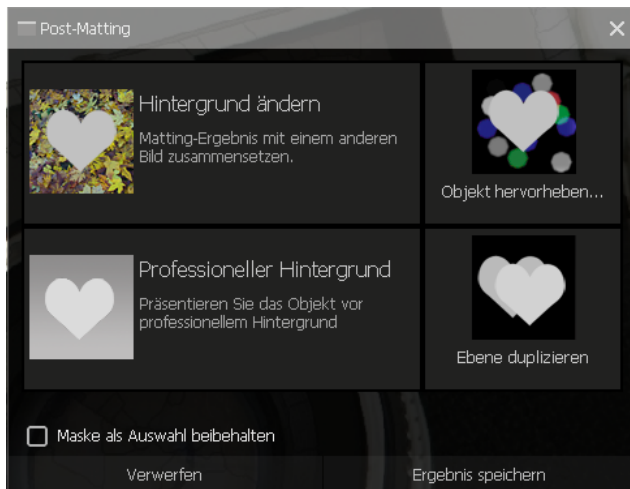 Post-Matting
Hintergrund ändern
Matting-Ergebnis mit einem anderen
Bild zusammensetzen.
Objekt hervorheben...
Professioneller Hintergrund
Präsentieren Sie das Objekt vor
professionellem Hintergrund
Ebene duplizieren
Maske als Auswahl beibehalten
Verwerfen
Ergebnis speichern